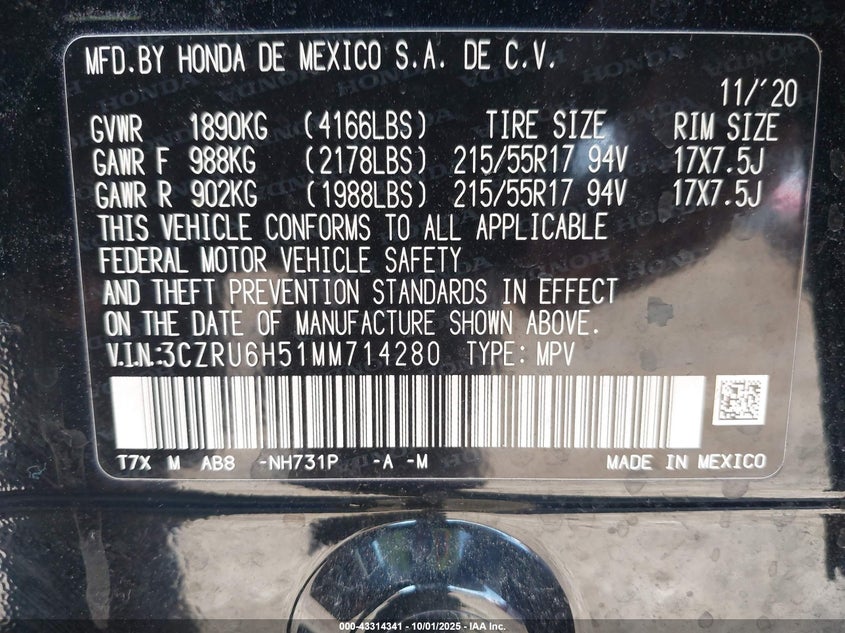 MFD.BY HONDA DE MEXICO S.A. DE C.V.
11/'20
GVWR 1890KG (4166LBS) TIRE SIZE RIM SIZE
GAWR F 988KG (2178LBS) 215/55R17 94V 17X7.5J
GAWR R 902KG (1988LBS) 215/55R17 94V 17X7.5J
THIS VEHICLE CONFORMS TO ALL APPLICABLE
FEDERAL MOTOR VEHICLE SAFETY
AND THEFT PREVENTION STANDARDS IN EFFECT
ON THE DATE OF MANUFACTURE SHOWN ABOVE.
V.I.N.:3CZRU6H51MM714280 TYPE: MPV
T7X M AB8 -NH731P -A -M MADE IN MEXICO
000-43314341 - 10/01/2025 - IAA Inc.